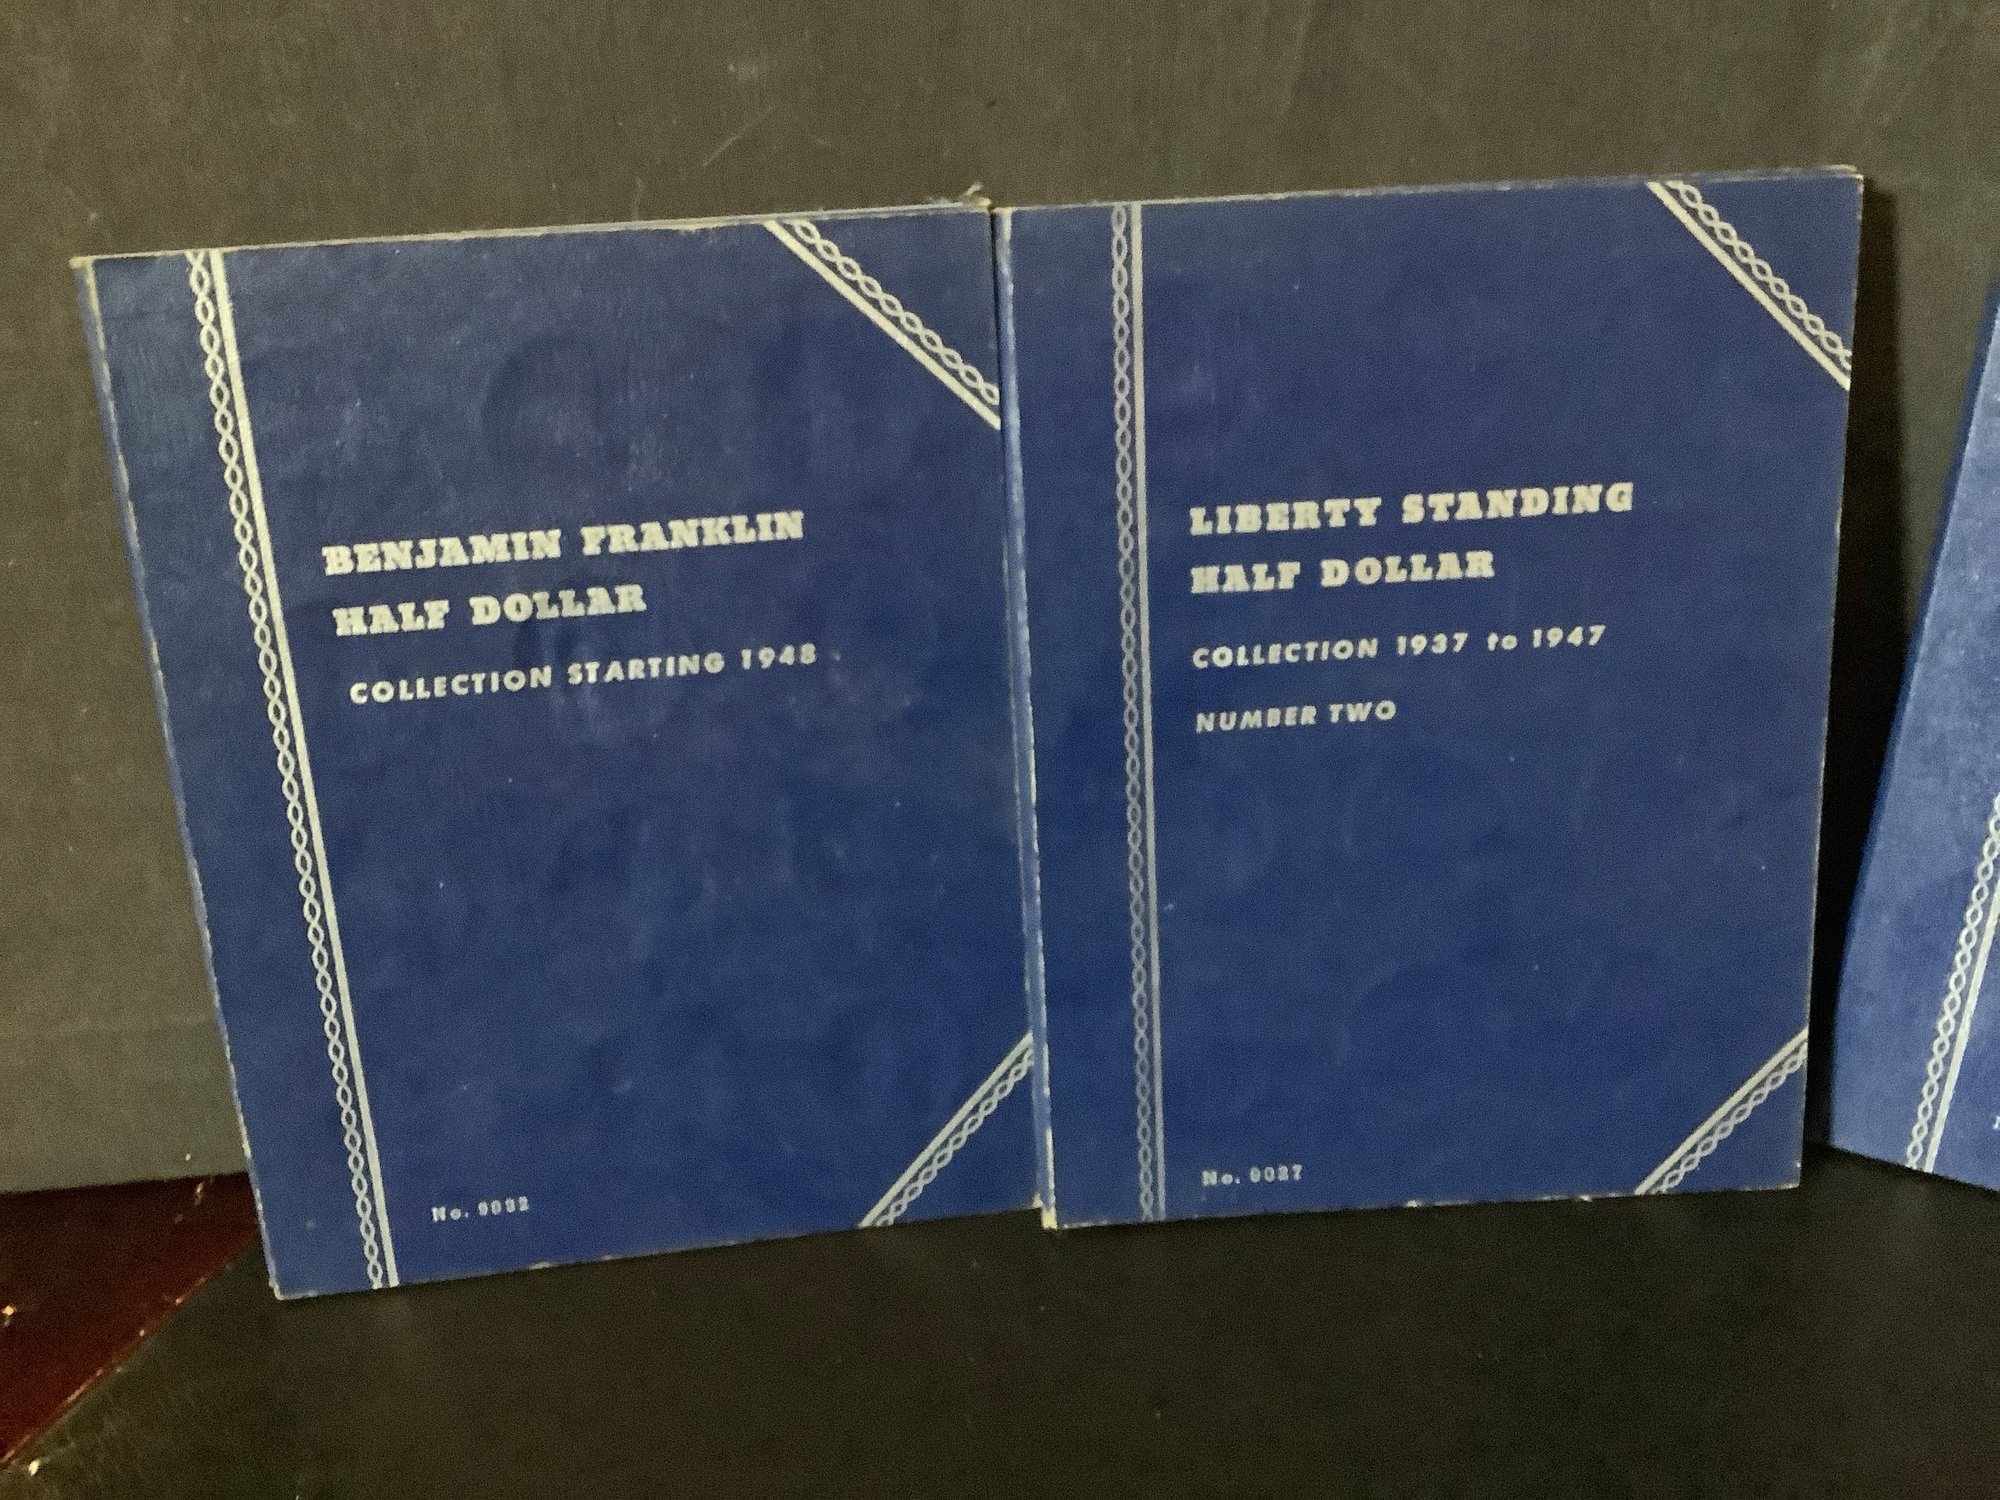 BENJAMIN FRANKLIN
HALF DOLLAR
COLLECTION STARTING 1948
No. 9032
LIBERTY STANDING
HALF DOLLAR
COLLECTION 1937 to 1947
NUMBER TWO
No. 9027